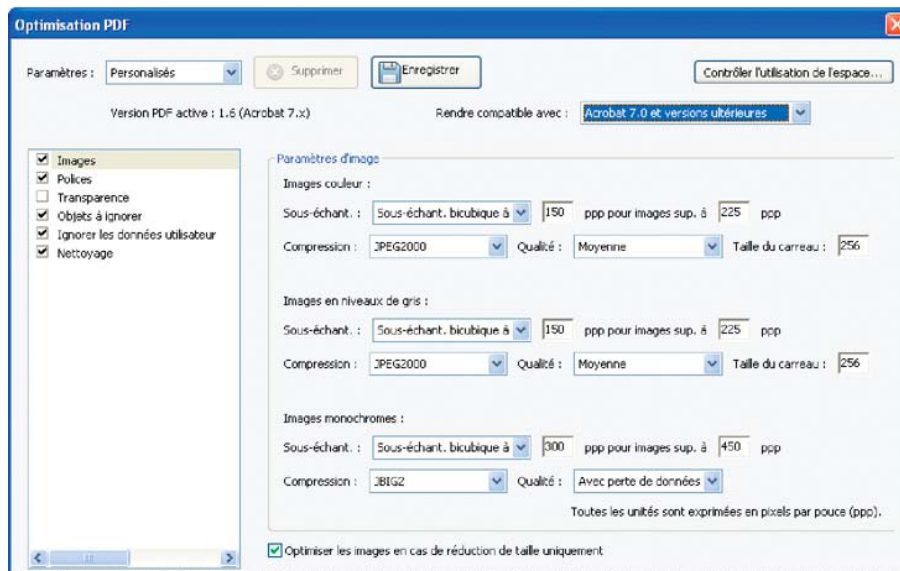 Optimisation PDF
Paramètres : Personalisés Supprimer Enregistrer Contrôler l'utilisation de l'espace...
Version PDF active : 1.6 (Acrobat 7.x) Rendre compatible avec : Acrobat 7.0 et versions ultérieures
Images
Polices
Transparence
Objets à ignorer
Ignorer les données utilisateur
Nettoyage
Paramètres d'image
Images couleur :
Sous-échant. : Sous-échant. bicubique à 150 ppp pour images sup. à 225 ppp
Compression : JPEG2000 Qualité : Moyenne Taille du carreau : 256
Images en niveaux de gris :
Sous-échant. : Sous-échant. bicubique à 150 ppp pour images sup. à 225 ppp
Compression : JPEG2000 Qualité : Moyenne Taille du carreau : 256
Images monochromes :
Sous-échant. : Sous-échant. bicubique à 300 ppp pour images sup. à 450 ppp
Compression : JBIG2 Qualité : Avec perte de données
Toutes les unités sont exprimées en pixels par pouce (ppp).
Optimiser les images en cas de réduction de taille uniquement